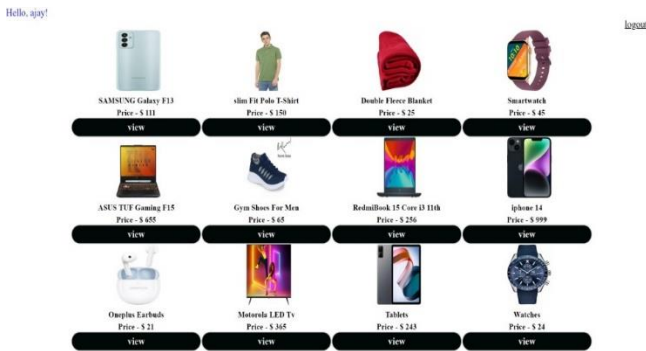 Hello, ajay!
logout
SAMSUNG Galaxy F13
Price - $ 111
view
slim Fit Polo T-Shirt
Price - $ 150
view
Double Fleece Blanket
Price - $ 25
view
Smartwatch
Price - $ 45
view
ASUS TUF Gaming F15
Price - $ 655
view
Gym Shoes For Men
Price - $ 65
view
RedmiBook 15 Core i3 11th
Price - $ 256
view
iphone 14
Price - $ 999
view
Oneplus Earbuds
Price - $ 21
view
Motorola LED Tv
Price - $ 365
view
Tablets
Price - $ 243
view
Watches
Price - $ 24
view